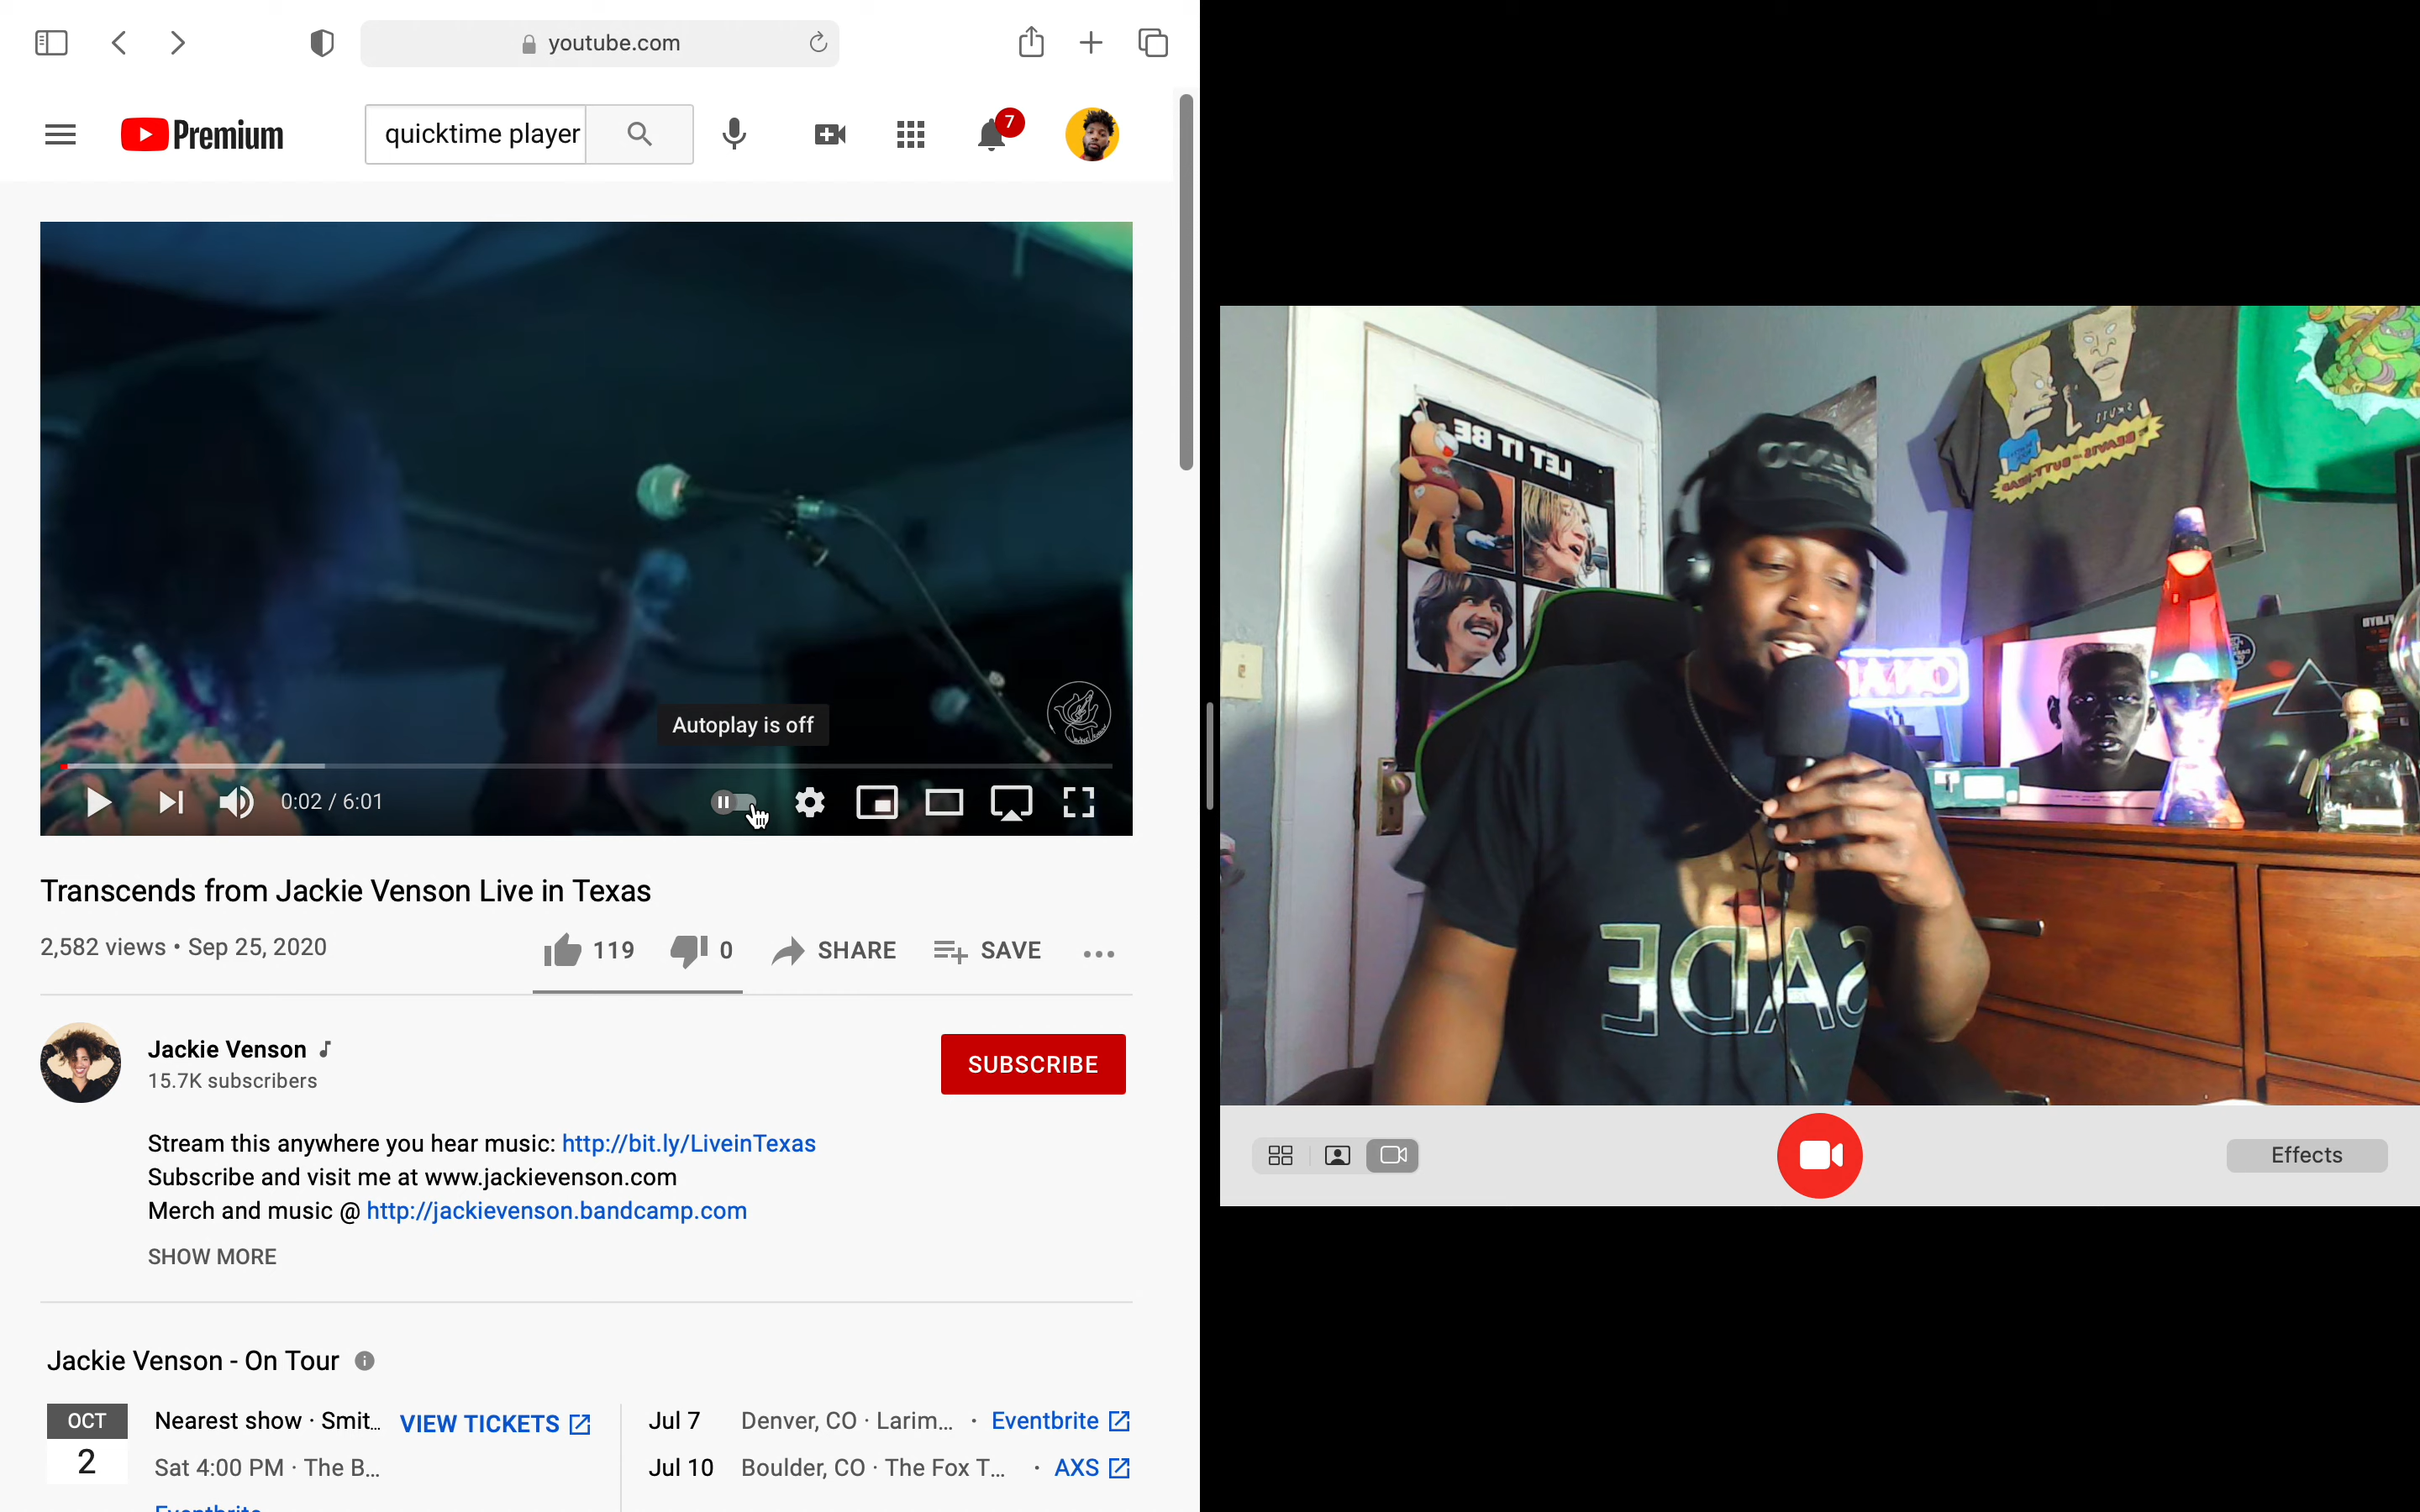 youtube.com
Premium
quicktime player
7
Autoplay is off
0:02 / 6:01
Transcends from Jackie Venson Live in Texas
2,582 views • Sep 25, 2020
119
0
SHARE
SAVE
Jackie Venson
15.7K subscribers
SUBSCRIBE
Stream this anywhere you hear music: http://bit.ly/LiveinTexas
Subscribe and visit me at www.jackievenson.com
Merch and music @ http://jackievenson.bandcamp.com
SHOW MORE
Jackie Venson - On Tour
OCT
2
Nearest show · Smit...
VIEW TICKETS
Sat 4:00 PM · The B...
Jul 7
Denver, CO · Larim...
· Eventbrite
Jul 10
Boulder, CO · The Fox T...
· AXS
LET IT BE
BEAVIS AND BUTT-HEAD
SADE
Effects